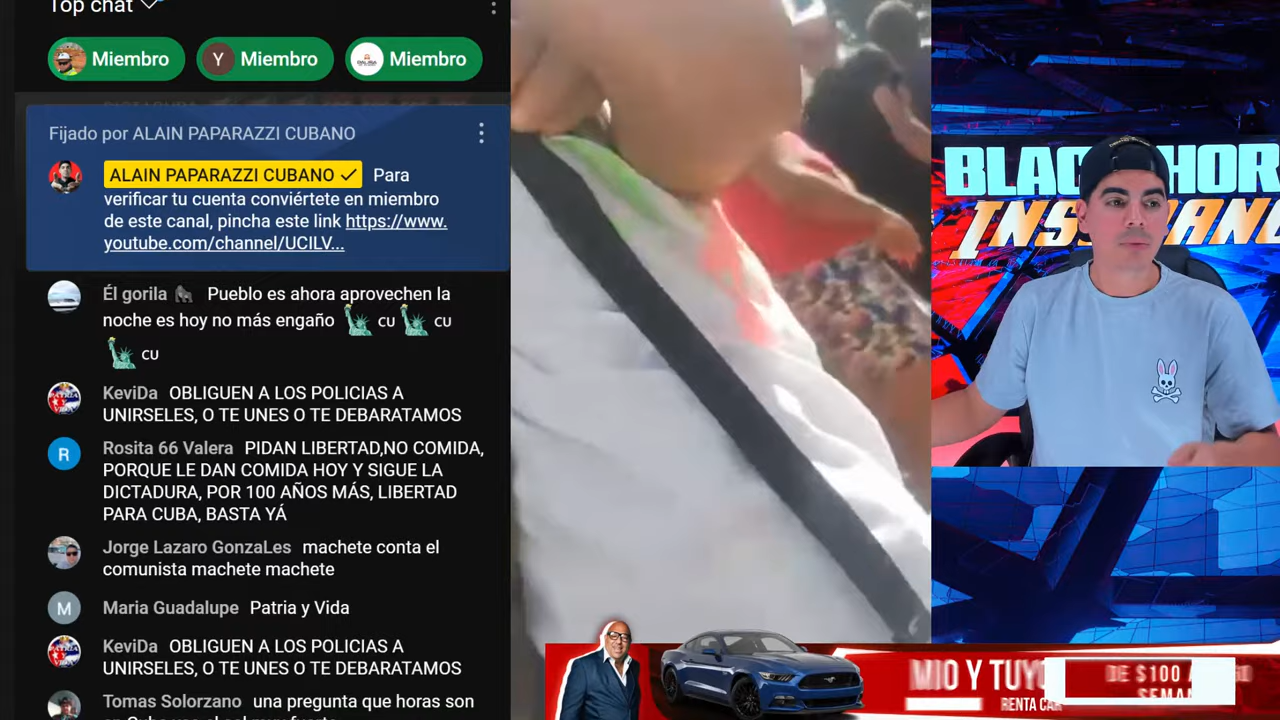 Top chat
Miembro
Y Miembro
Miembro
Fijado por ALAIN PAPARAZZI CUBANO
ALAIN PAPARAZZI CUBANO Para
verificar tu cuenta conviértete en miembro
de este canal, pincha este link https://www.
youtube.com/channel/UCILV...
Él gorila Pueblo es ahora aprovechen la
noche es hoy no más engaño CU CU
CU
KeviDa OBLIGUEN A LOS POLICIAS A
UNIRSELES, O TE UNES O TE DEBARATAMOS
R Rosita 66 Valera PIDAN LIBERTAD,NO COMIDA,
PORQUE LE DAN COMIDA HOY Y SIGUE LA
DICTADURA, POR 100 AÑOS MÁS, LIBERTAD
PARA CUBA, BASTA YÁ
Jorge Lazaro GonzaLes machete conta el
comunista machete machete
M Maria Guadalupe Patria y Vida
KeviDa OBLIGUEN A LOS POLICIAS A
UNIRSELES, O TE UNES O TE DEBARATAMOS
Tomas Solorzano una pregunta que horas son
MIO Y TUYO
RENTA CAR
DE $100